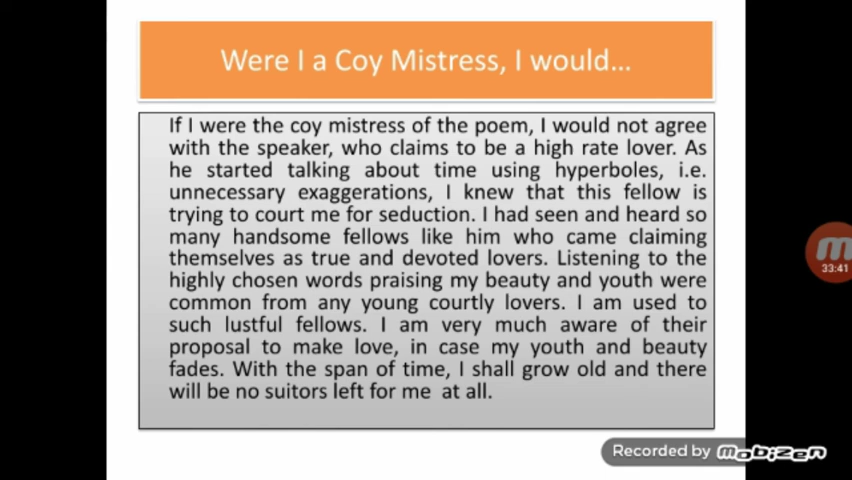 Were I a Coy Mistress, I would...
If I were the coy mistress of the poem, I would not agree
with the speaker, who claims to be a high rate lover. As
he started talking about time using hyperboles, i.e.
unnecessary exaggerations, I knew that this fellow is
trying to court me for seduction. I had seen and heard so
many handsome fellows like him who came claiming
themselves as true and devoted lovers. Listening to the
highly chosen words praising my beauty and youth were
common from any young courtly lovers. I am used to
such lustful fellows. I am very much aware of their
proposal to make love, in case my youth and beauty
fades. With the span of time, I shall grow old and there
will be no suitors left for me at all.
33:41
Recorded by mobizen